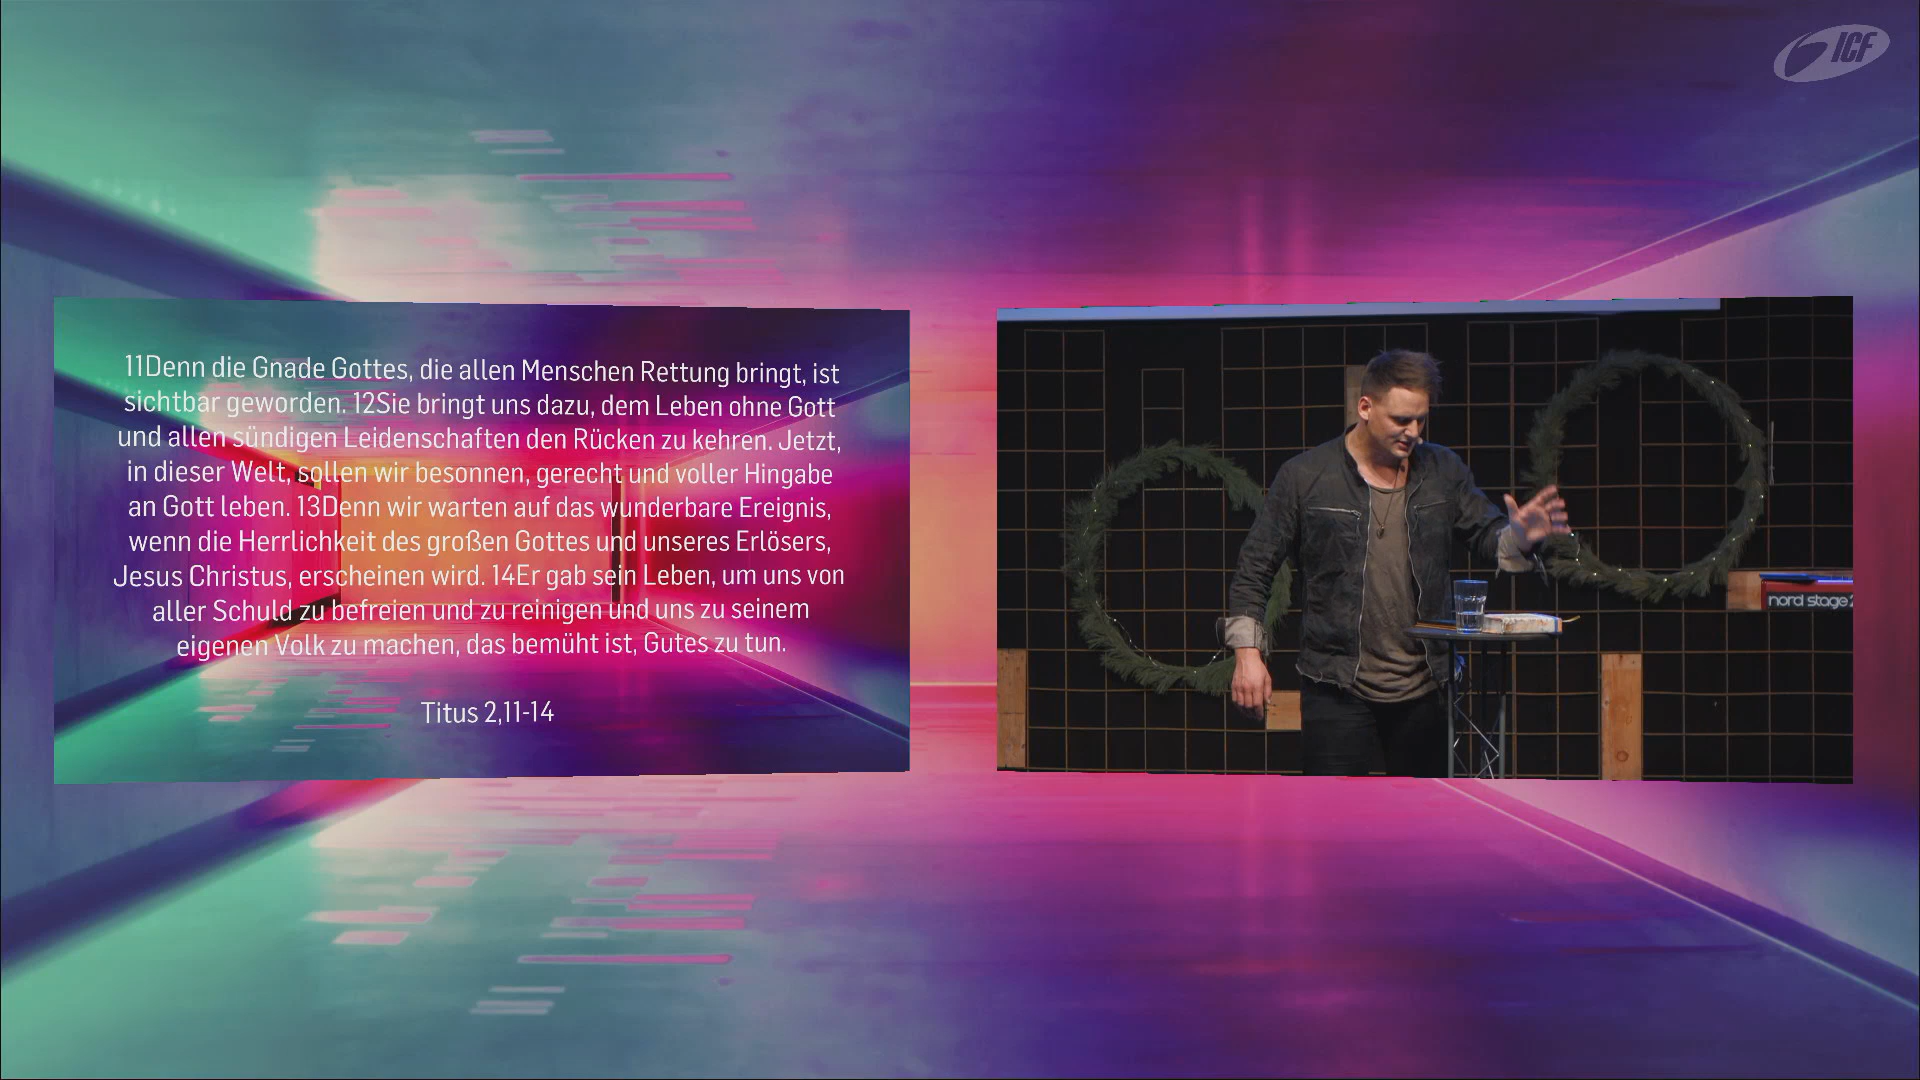 ICF
11Denn die Gnade Gottes, die allen Menschen Rettung bringt, ist
sichtbar geworden. 12Sie bringt uns dazu, dem Leben ohne Gott
und allen sündigen Leidenschaften den Rücken zu kehren. Jetzt,
in dieser Welt, sollen wir besonnen, gerecht und voller Hingabe
an Gott leben. 13Denn wir warten auf das wunderbare Ereignis,
wenn die Herrlichkeit des großen Gottes und unseres Erlösers,
Jesus Christus, erscheinen wird. 14Er gab sein Leben, um uns von
aller Schuld zu befreien und zu reinigen und uns zu seinem
eigenen Volk zu machen, das bemüht ist, Gutes zu tun.
Titus 2,11-14
nord stage 2